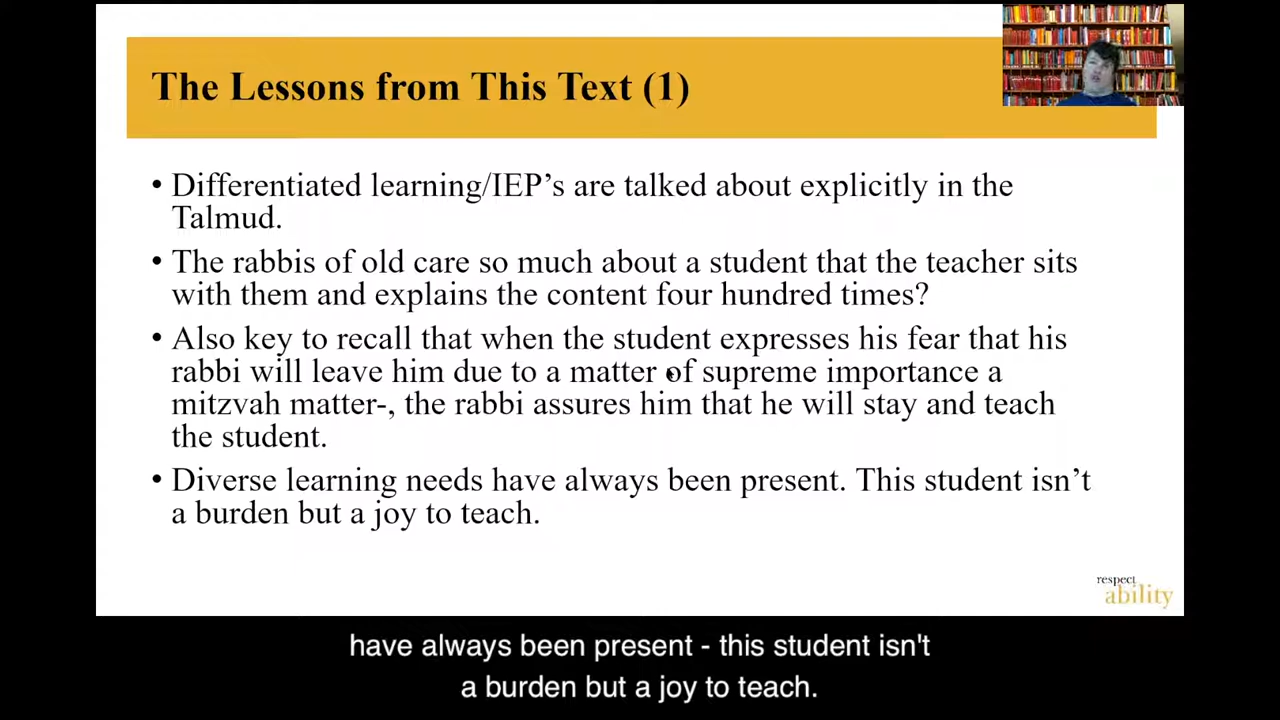 The Lessons from This Text (1)
• Differentiated learning/IEP’s are talked about explicitly in the
Talmud.
• The rabbis of old care so much about a student that the teacher sits
with them and explains the content four hundred times?
• Also key to recall that when the student expresses his fear that his
rabbi will leave him due to a matter of supreme importance a
mitzvah matter-, the rabbi assures him that he will stay and teach
the student.
• Diverse learning needs have always been present. This student isn’t
a burden but a joy to teach.
respect
ability
have always been present - this student isn't
a burden but a joy to teach.